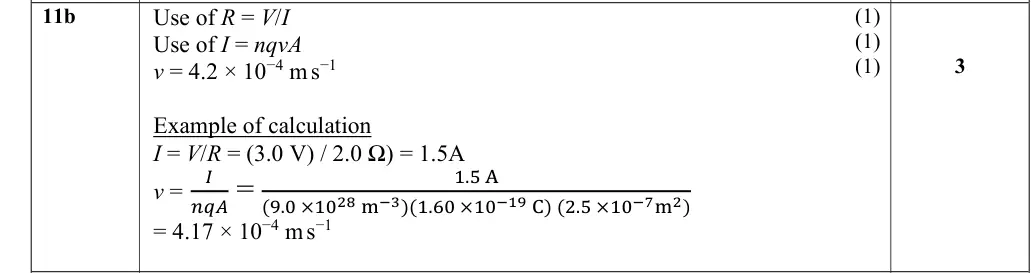 11b
Use of R = V/I (1)
Use of I = nqvA (1)
v = 4.2 × 10⁻⁴ m s⁻¹ (1) 3
Example of calculation
I = V/R = (3.0 V) / 2.0 Ω) = 1.5A
v = I / nqA = 1.5 A / (9.0 ×10²⁸ m⁻³)(1.60 ×10⁻¹⁹ C) (2.5 ×10⁻⁷m²)
= 4.17 × 10⁻⁴ m s⁻¹